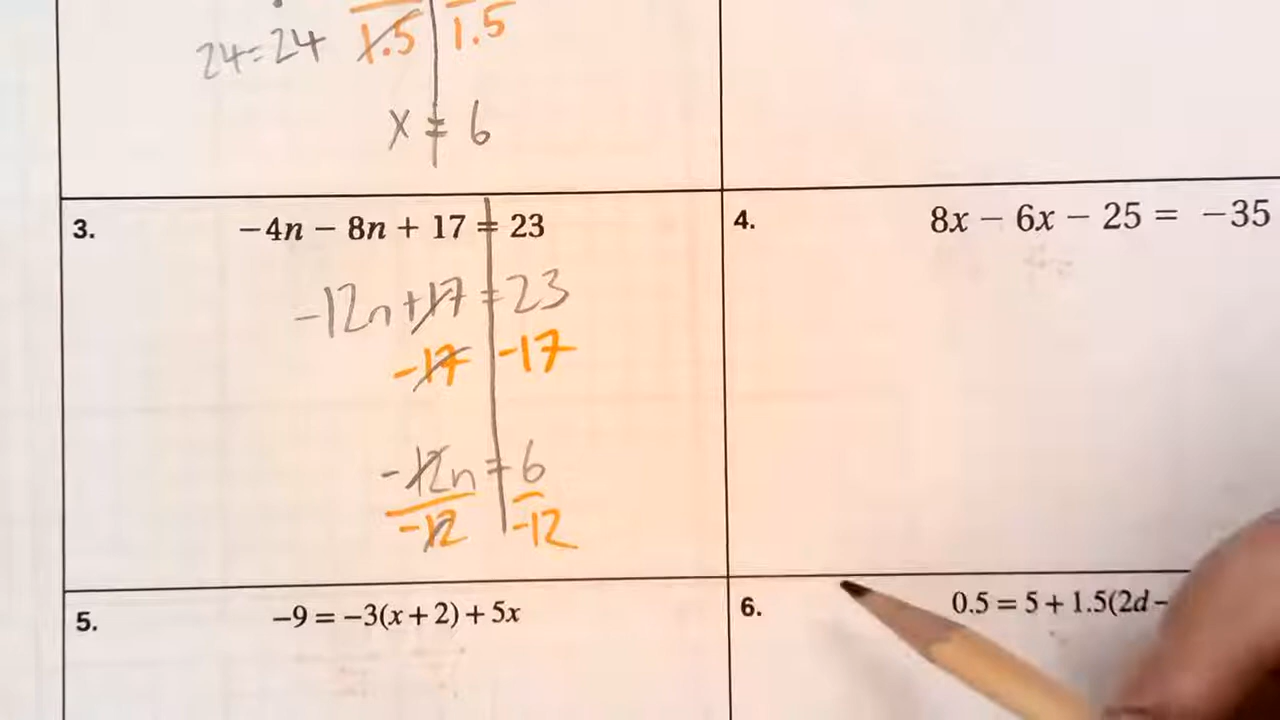 24=24 1.5 1.5
x = 6
3. −4n − 8n + 17 = 23
-12n+17 = 23
-17 -17
-12n = 6
-12 -12
4. 8x − 6x − 25 = −35
5. −9 = −3(x + 2) + 5x
6. 0.5 = 5 + 1.5(2d −